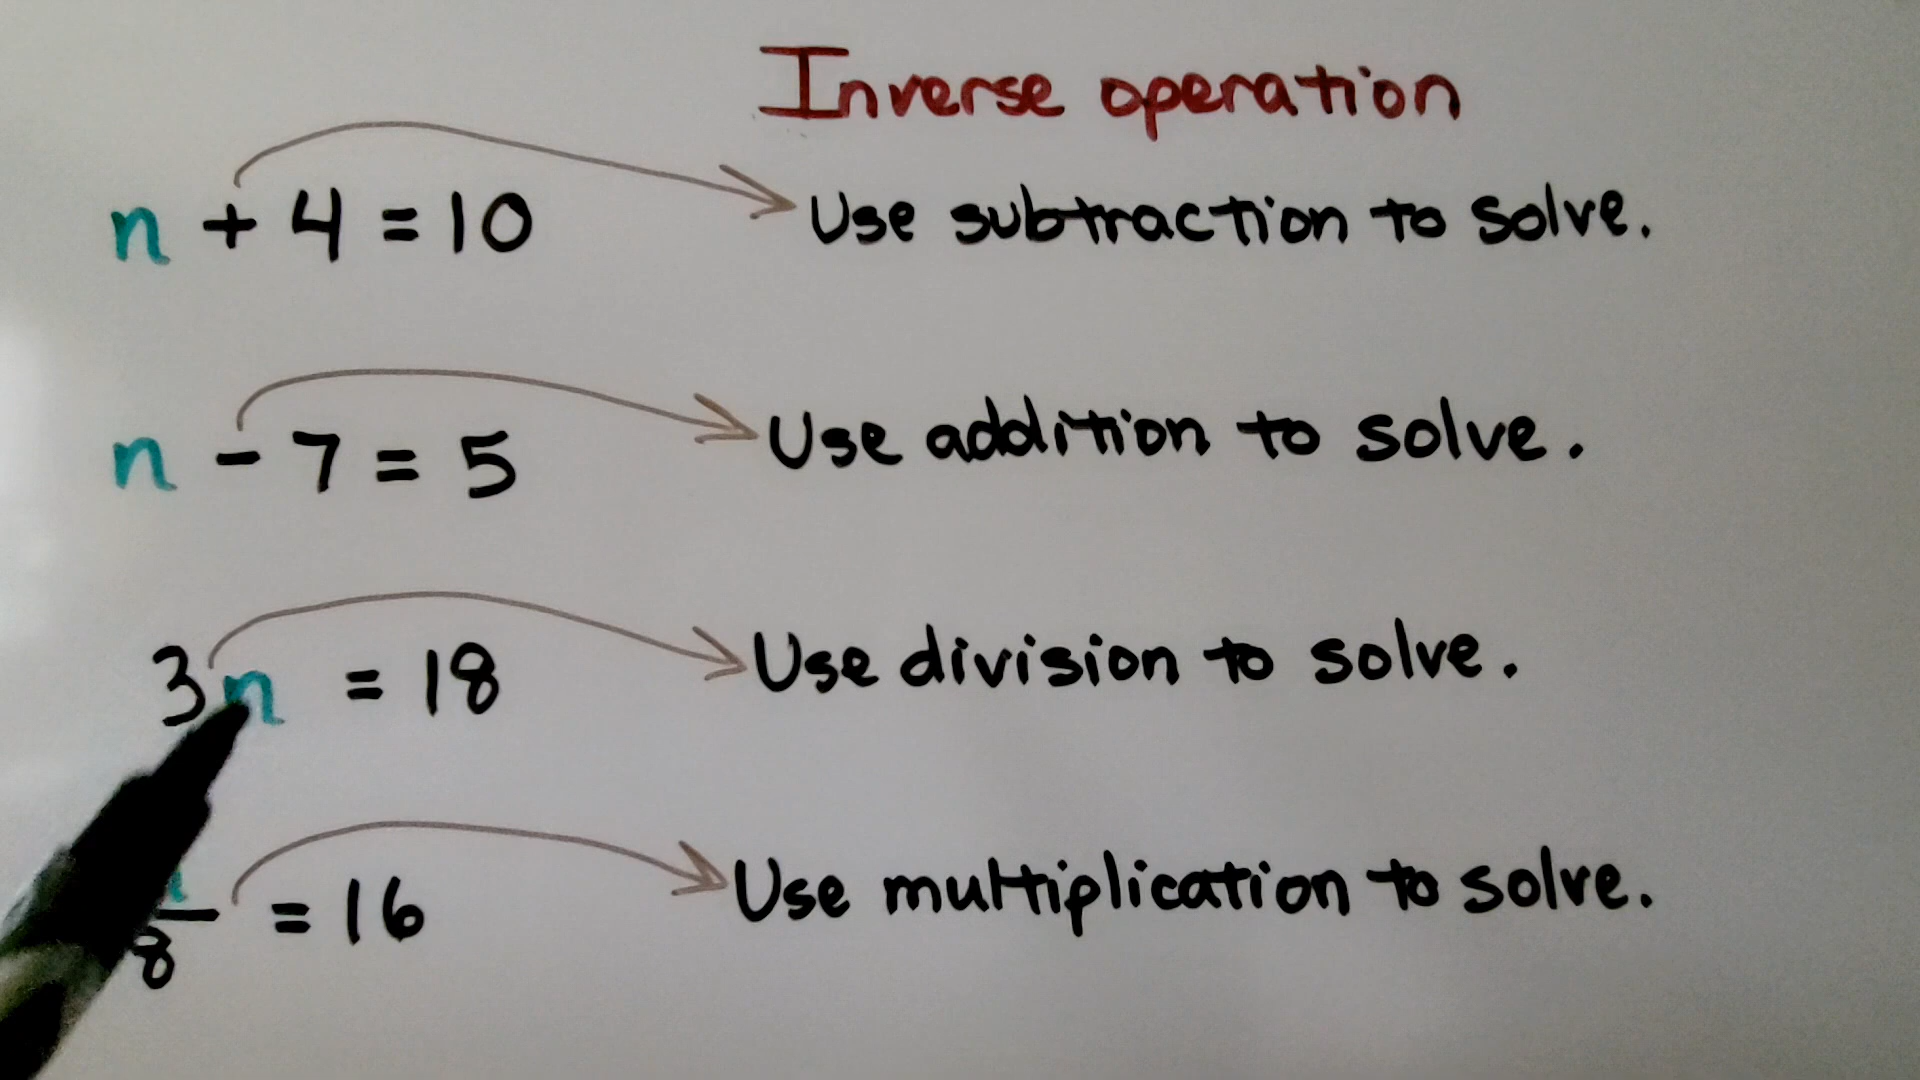 Inverse operation
n + 4 = 10 Use subtraction to solve.
n - 7 = 5 Use addition to solve.
3n = 18 Use division to solve.
= 16 Use multiplication to solve.
8